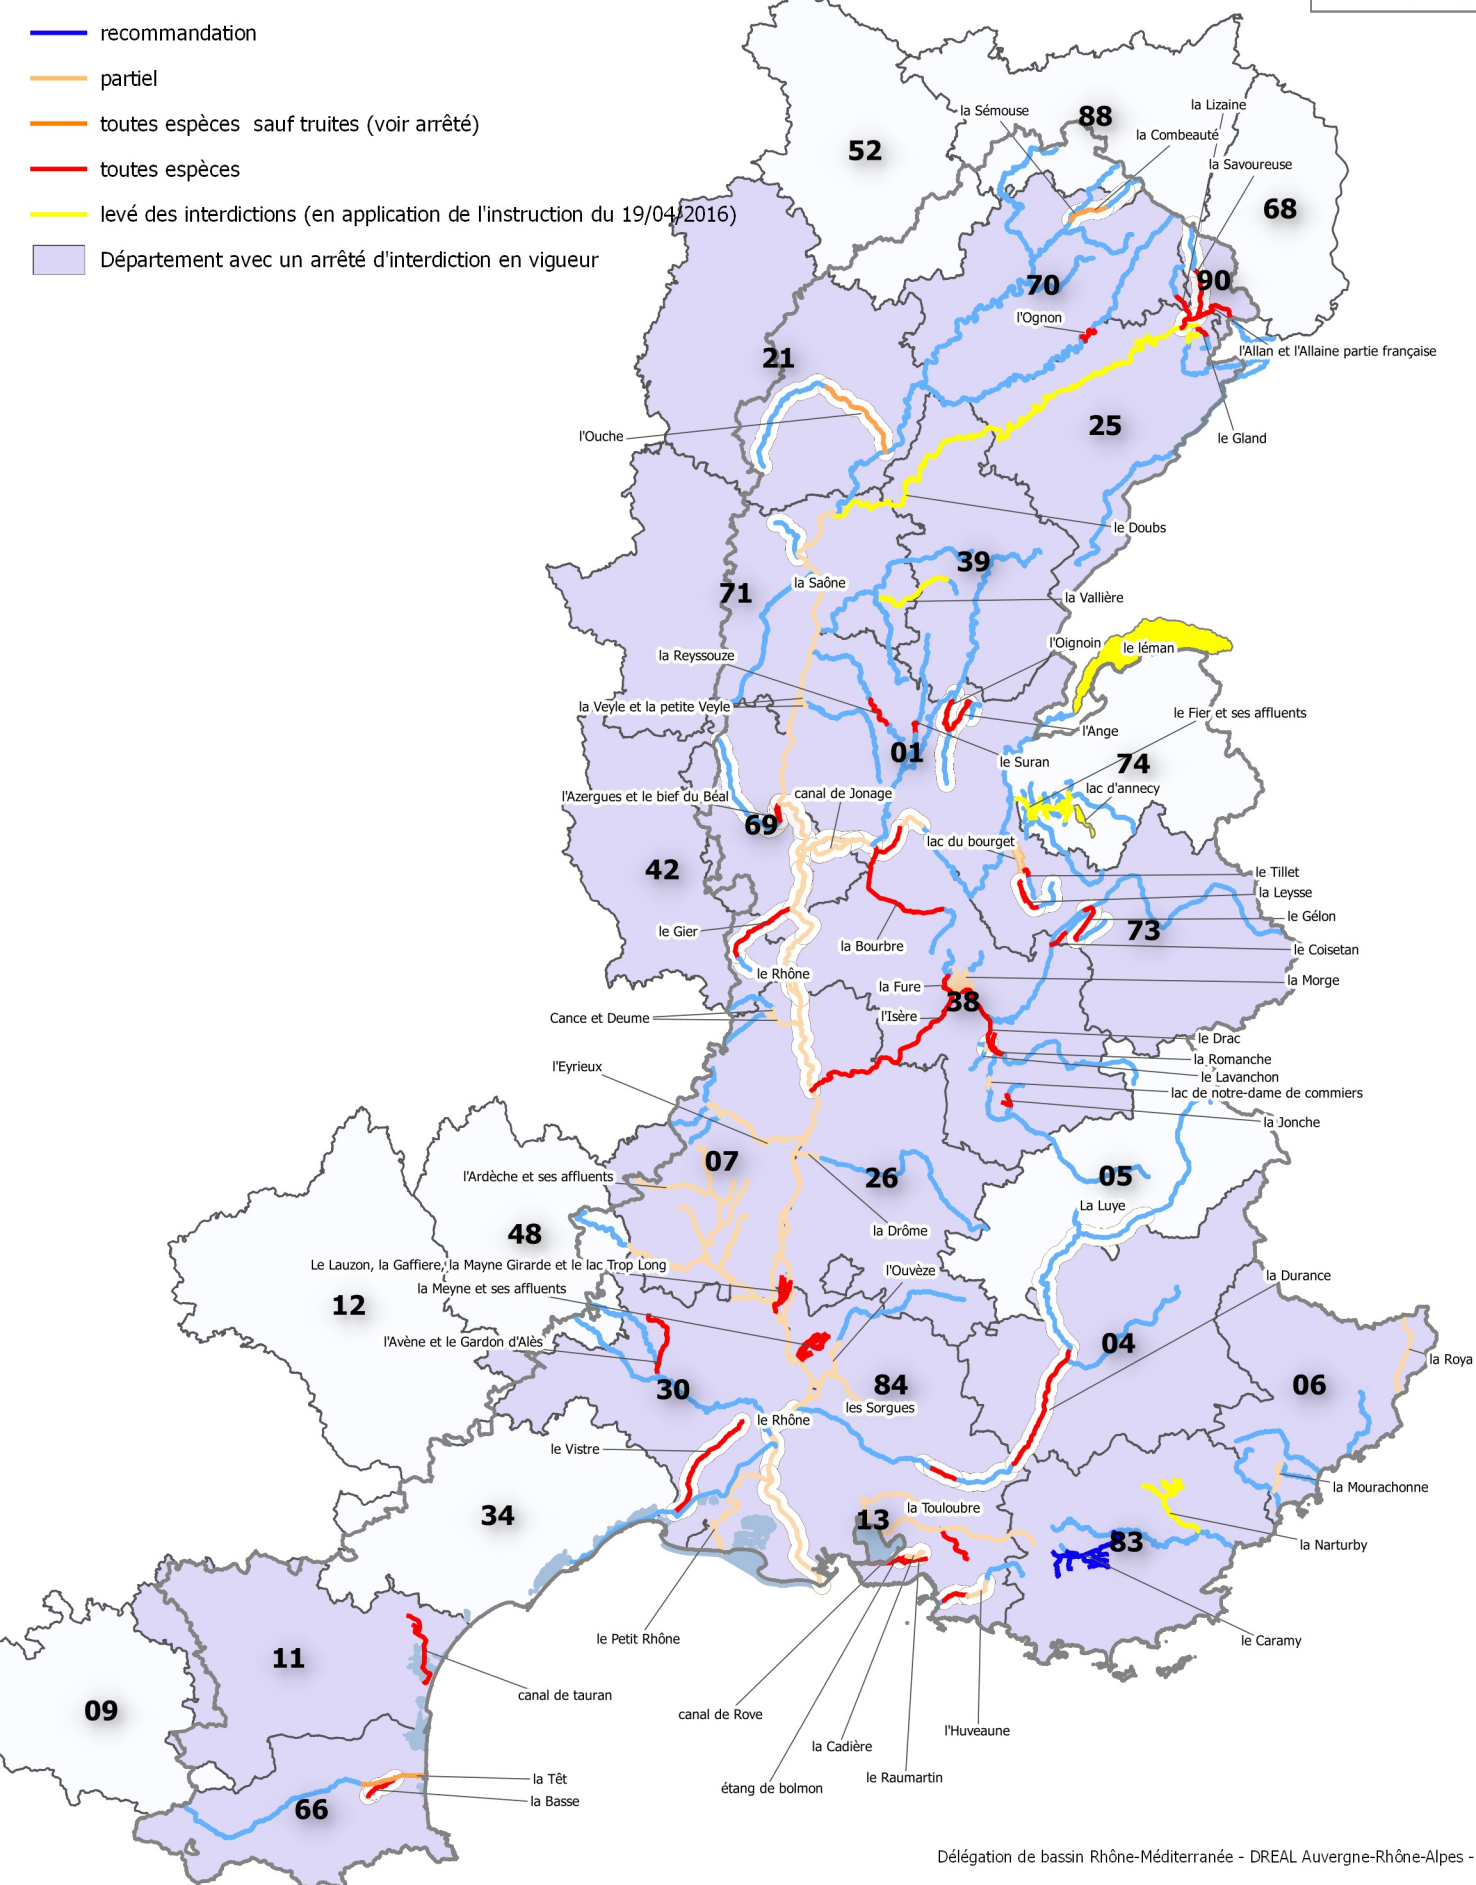 recommandation
partiel
toutes espèces  sauf truites (voir arrêté)
toutes espèces
levé des interdictions (en application de l'instruction du 19/04/2016)
Département avec un arrêté d'interdiction en vigueur
la Lizaine
la Sémouse
88
la Combeauté
52
la Savoureuse
68
90
70
l'Ognon
l'Allan et l'Allaine partie française
21
25
l'Ouche
le Gland
le Doubs
39
la Saône
71
la Vallière
l'Oignoin
le léman
la Reyssouze
la Veyle et la petite Veyle
le Fier et ses affluents
l'Ange
01
le Suran
74
lac d'annecy
l'Azergues et le bief du Béal
canal de Jonage
69
lac du bourget
42
le Tillet
la Leysse
le Gélon
le Gier
73
la Bourbre
le Coisetan
le Rhône
la Morge
la Fure
38
l'Isère
Cance et Deume
le Drac
la Romanche
l'Eyrieux
le Lavanchon
lac de notre-dame de commiers
la Jonche
07
l'Ardèche et ses affluents
26
05
La Luye
48
la Drôme
Le Lauzon, la Gaffiere, la Mayne Girarde et le lac Trop Long
l'Ouvèze
la Durance
la Meyne et ses affluents
12
l'Avène et le Gardon d'Alès
04
la Roya
30
84
06
les Sorgues
le Rhône
le Vistre
la Mourachonne
34
13
la Touloubre
83
la Narturby
le Petit Rhône
le Caramy
11
canal de tauran
09
canal de Rove
l'Huveaune
la Cadière
le Raumartin
étang de bolmon
la Têt
la Basse
66
Délégation de bassin Rhône-Méditerranée - DREAL Auvergne-Rhône-Alpes -